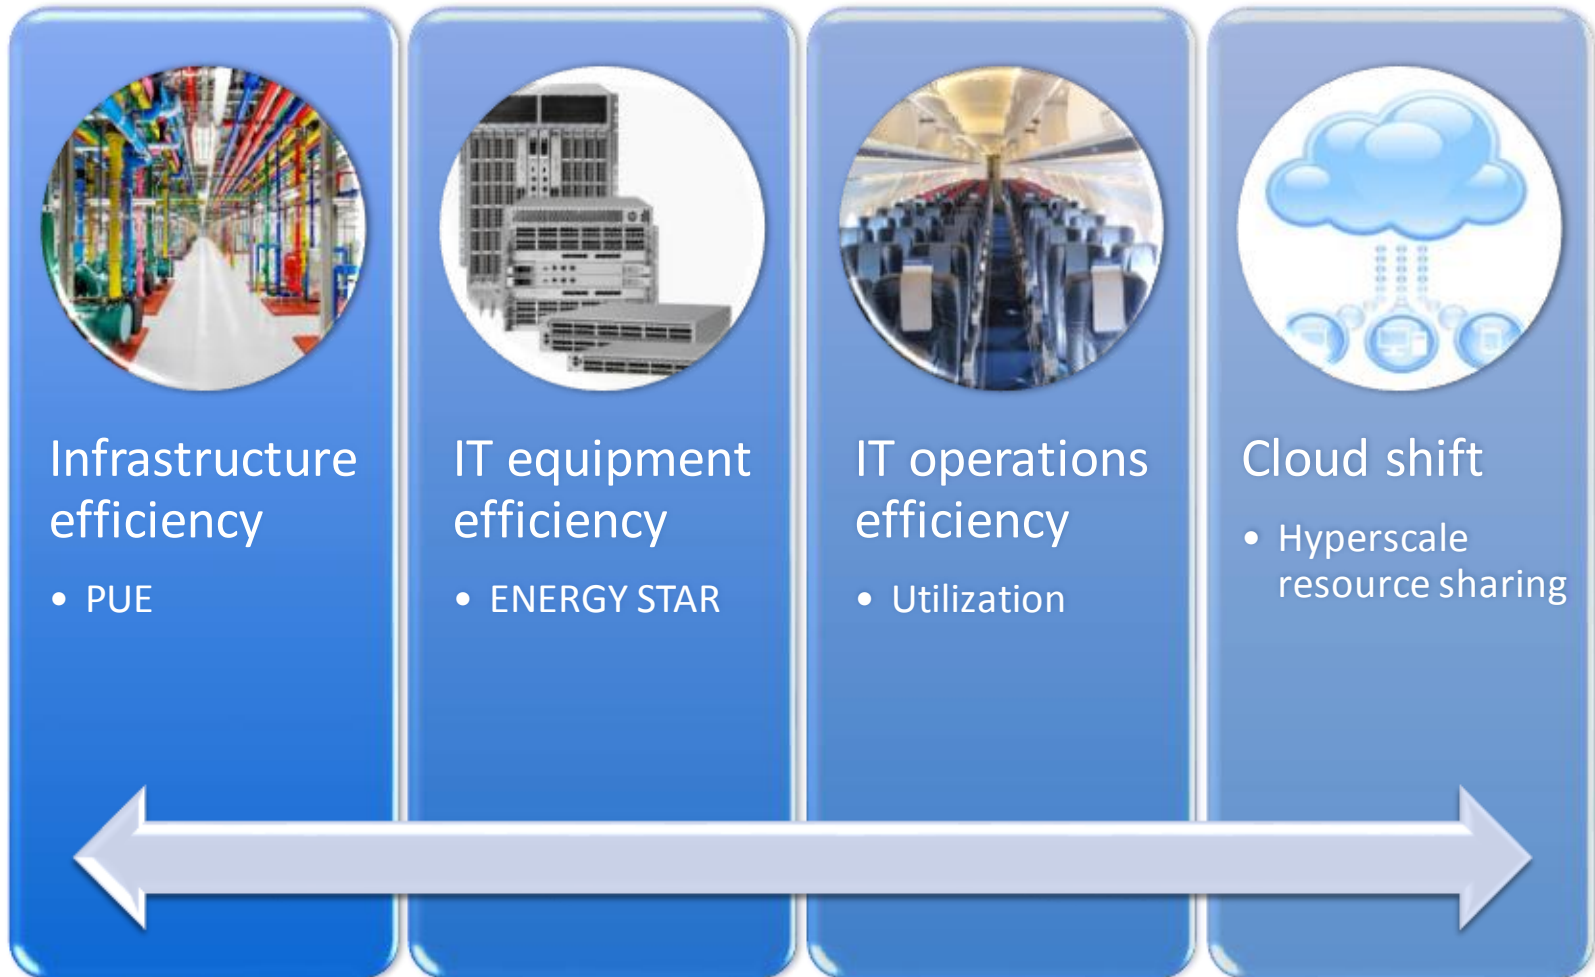 Infrastructure
efficiency
• PUE
IT equipment
efficiency
• ENERGY STAR
IT operations
efficiency
• Utilization
Cloud shift
• Hyperscale
resource sharing